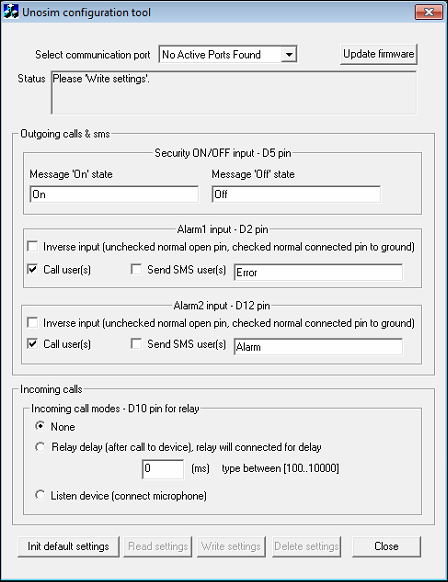 Unosim configuration tool
Select communication port No Active Ports Found Update firmware
Status Please 'Write settings'.
Outgoing calls & sms
Security ON/OFF input - D5 pin
Message 'On' state Message 'Off' state
On Off
Alarm1 input - D2 pin
Inverse input (unchecked normal open pin, checked normal connected pin to ground)
Call user(s) Send SMS user(s) Error
Alarm2 input - D12 pin
Inverse input (unchecked normal open pin, checked normal connected pin to ground)
Call user(s) Send SMS user(s) Alarm
Incoming calls
Incoming call modes - D10 pin for relay
None
Relay delay (after call to device), relay will connected for delay
0 (ms) type between [100..10000]
Listen device (connect microphone)
Init default settings Read settings Write settings Delete settings Close